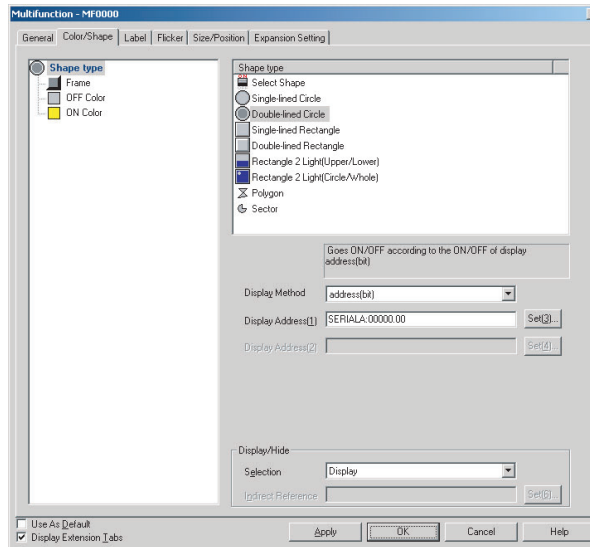 Multifunction - MF0000
General Color/Shape Label Flicker Size/Position Expansion Setting
Shape type
Frame
OFF Color
ON Color
Shape type
Select Shape
Single-lined Circle
Double-lined Circle
Single-lined Rectangle
Double-lined Rectangle
Rectangle 2 Light(Upper/Lower)
Rectangle 2 Light(Circle/Whole)
Polygon
Sector
Goes ON/OFF according to the ON/OFF of display
address(bit)
Display Method address(bit)
Display Address(1) SERIALA:00000.00 Set(3)...
Display Address(2) Set(4)...
Display/Hide
Selection Display
Indirect Reference Set(6)...
Use As Default
Display Extension Tabs
Apply OK Cancel Help